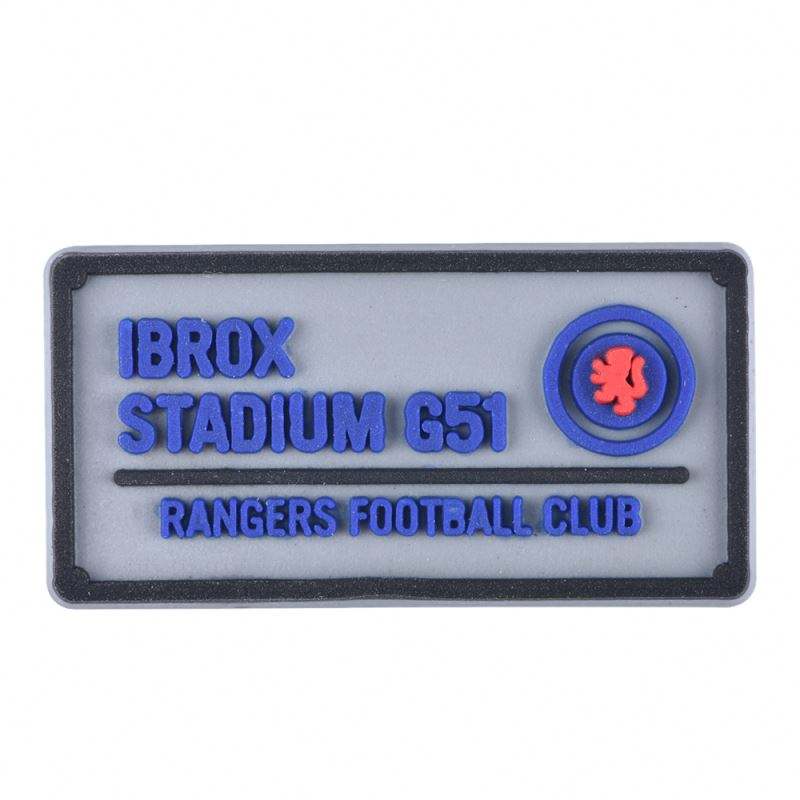 IBROX
STADIUM G51
RANGERS FOOTBALL CLUB